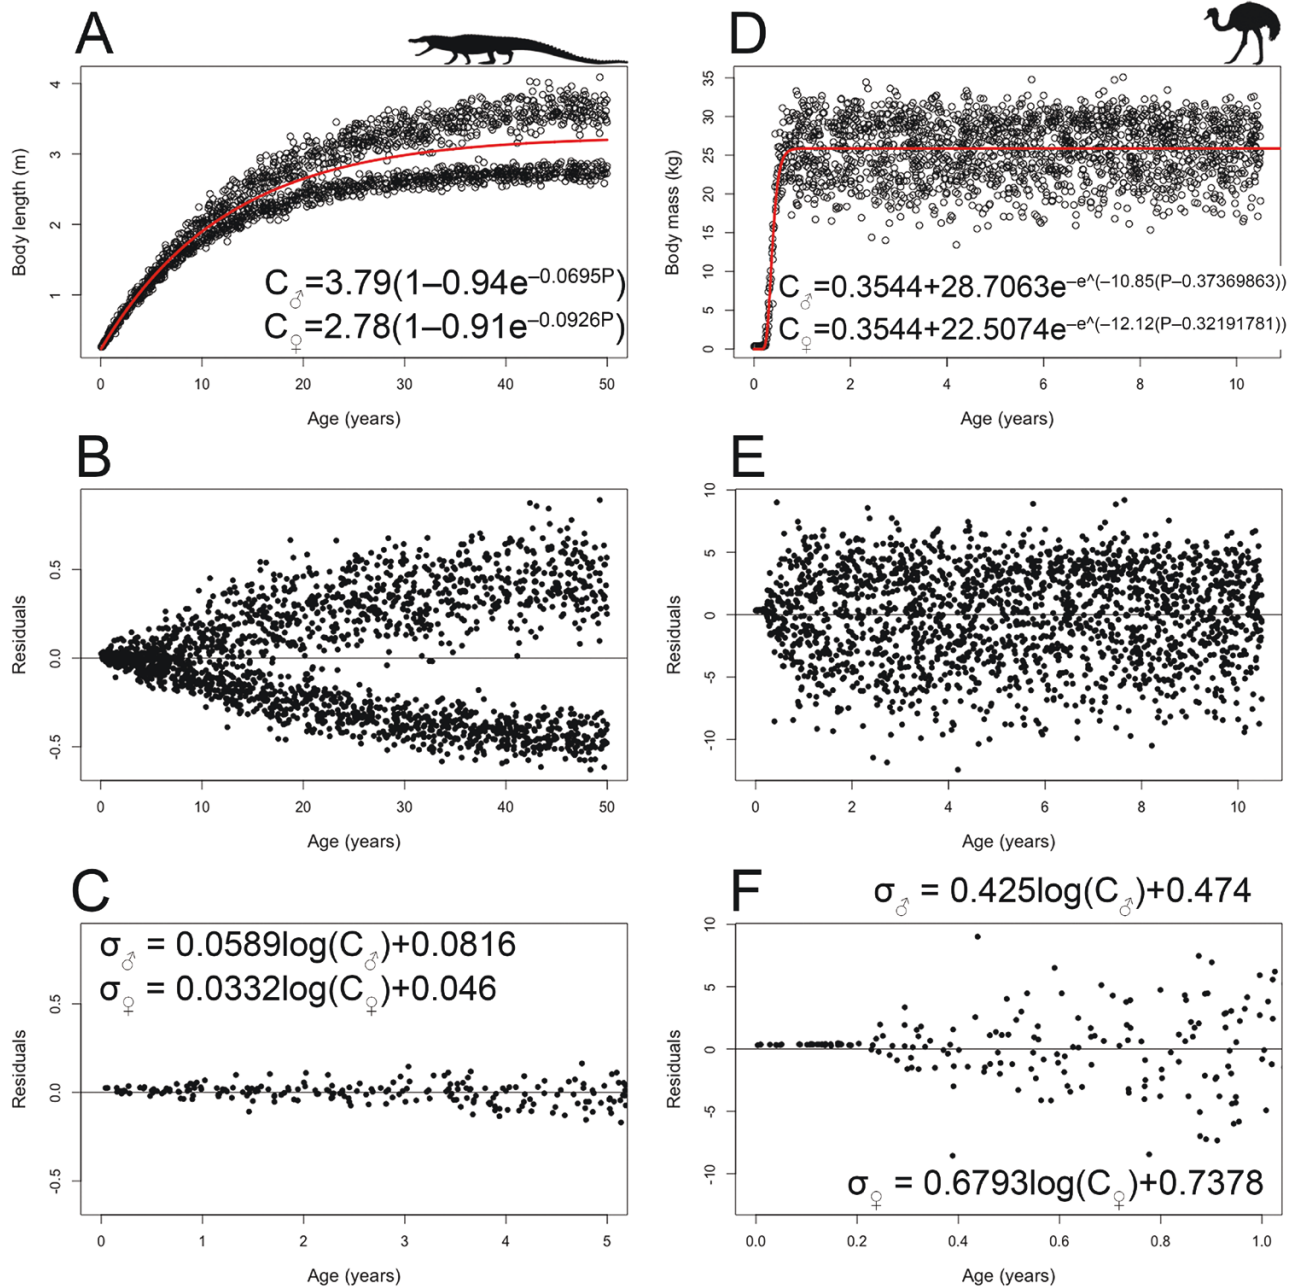 A
Body length (m)
4
3
2
1
C♂=3.79(1–0.94e–0.0695P)
C♀=2.78(1–0.91e–0.0926P)
0 10 20 30 40 50
Age (years)
D
Body mass (kg)
35
30
25
20
15
10
5
0
C♂=0.3544+28.7063e–e^(–10.85(P–0.37369863))
C♀=0.3544+22.5074e–e^(–12.12(P–0.32191781))
0 2 4 6 8 10
Age (years)
B
Residuals
0.5
0.0
-0.5
0 10 20 30 40 50
Age (years)
E
Residuals
10
5
0
-5
-10
0 2 4 6 8 10
Age (years)
C
σ♂ = 0.0589log(C♂)+0.0816
σ♀ = 0.0332log(C♀)+0.046
Residuals
0.5
0.0
-0.5
0 1 2 3 4 5
Age (years)
F
σ♂ = 0.425log(C♂)+0.474
Residuals
10
5
0
-5
-10
σ♀ = 0.6793log(C♀)+0.7378
0.0 0.2 0.4 0.6 0.8 1.0
Age (years)